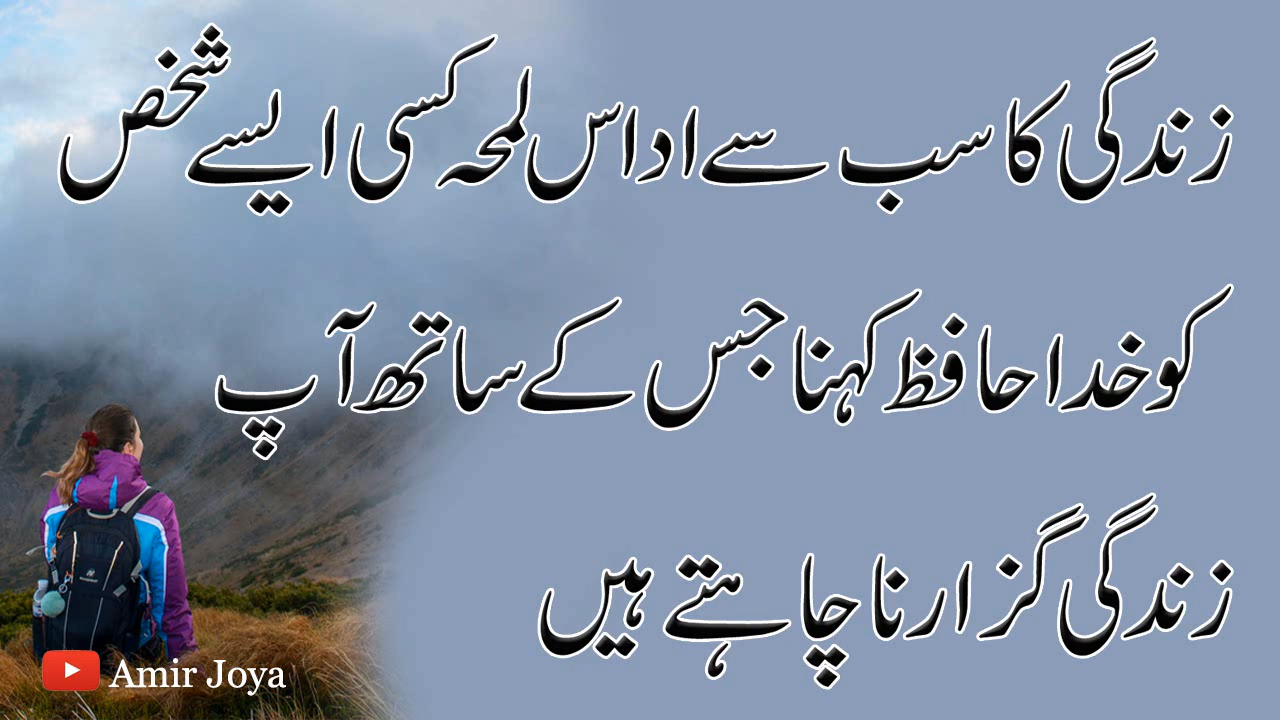 زندگی کا سب سے اداس لمحہ کسی ایسے شخص
کو خدا حافظ کہنا جس کے ساتھ آپ
زندگی گزارنا چاہتے ہیں
Amir Joya